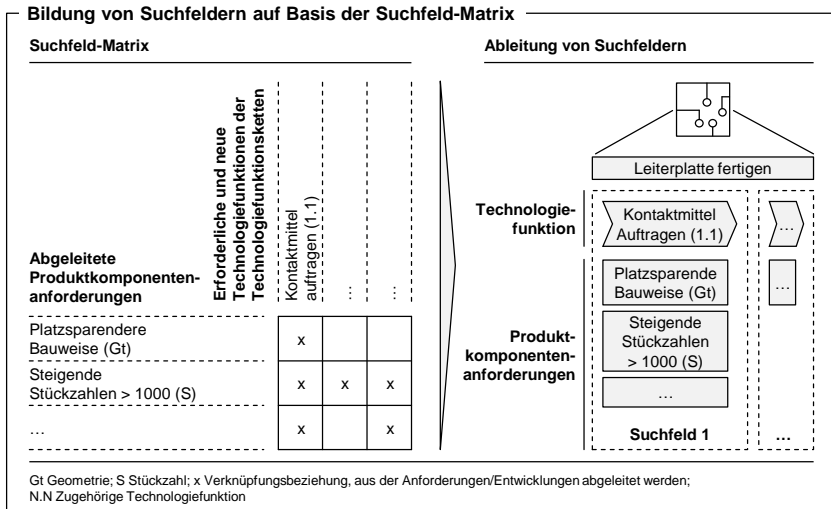 Bildung von Suchfeldern auf Basis der Suchfeld-Matrix
Suchfeld-Matrix
Erforderliche und neue
Technologiefunktionen der
Technologiefunktionsketten
Kontaktmittel
auftragen (1.1)
…
…
Abgeleitete
Produktkomponenten-
anforderungen
Platzsparendere
Bauweise (Gt)
x
Steigende
Stückzahlen > 1000 (S)
x x x
…
x x
Ableitung von Suchfeldern
Leiterplatte fertigen
Technologie-
funktion
Kontaktmittel
Auftragen (1.1)
…
Produkt-
komponenten-
anforderungen
Platzsparende
Bauweise (Gt)
…
Steigende
Stückzahlen
> 1000 (S)
…
Suchfeld 1
…
Gt Geometrie; S Stückzahl; x Verknüpfungsbeziehung, aus der Anforderungen/Entwicklungen abgeleitet werden;
N.N Zugehörige Technologiefunktion